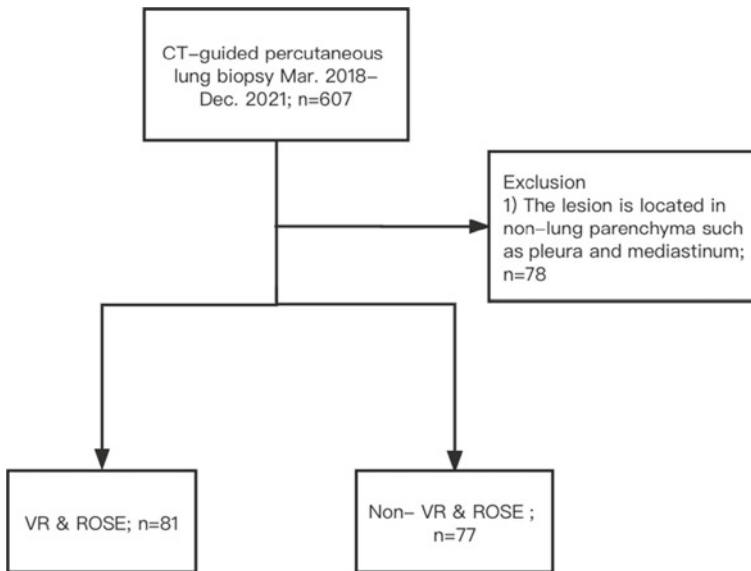 CT–guided percutaneous
lung biopsy Mar. 2018–
Dec. 2021; n=607
Exclusion
1) The lesion is located in
non–lung parenchyma such
as pleura and mediastinum;
n=78
VR & ROSE; n=81
Non– VR & ROSE ;
n=77